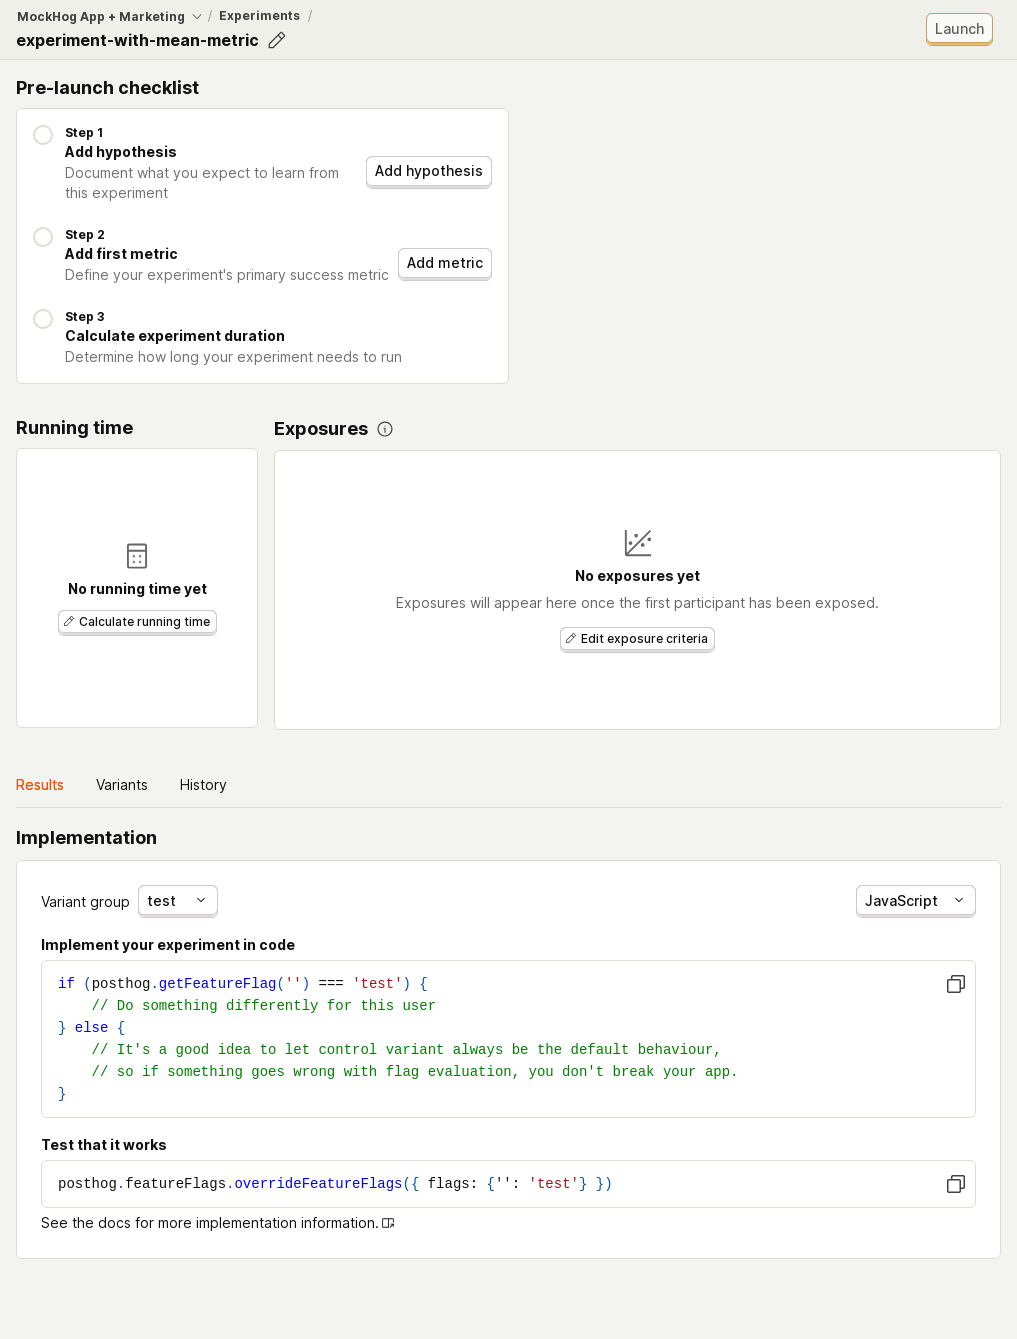 MockHog App + Marketing / Experiments /
experiment-with-mean-metric
Launch
Pre-launch checklist
Step 1
Add hypothesis
Document what you expect to learn from
this experiment
Add hypothesis
Step 2
Add first metric
Define your experiment's primary success metric
Add metric
Step 3
Calculate experiment duration
Determine how long your experiment needs to run
Running time
No running time yet
Calculate running time
Exposures
No exposures yet
Exposures will appear here once the first participant has been exposed.
Edit exposure criteria
Results Variants History
Implementation
Variant group test JavaScript
Implement your experiment in code
if (posthog.getFeatureFlag('') === 'test') {
    // Do something differently for this user
} else {
    // It's a good idea to let control variant always be the default behaviour,
    // so if something goes wrong with flag evaluation, you don't break your app.
}
Test that it works
posthog.featureFlags.overrideFeatureFlags({ flags: {'': 'test'} })
See the docs for more implementation information.